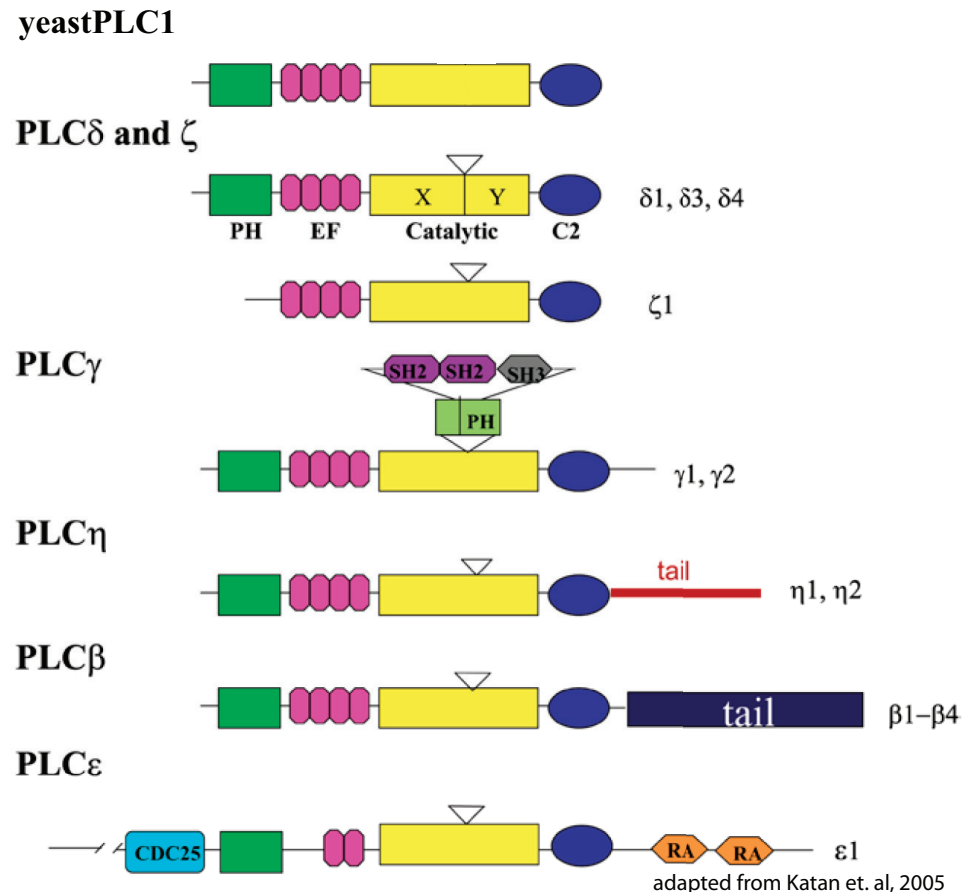 yeastPLC1
PLCδ and ζ
X Y
δ1, δ3, δ4
PH EF Catalytic C2
ζ1
PLCγ
SH2 SH2 SH3
PH
γ1, γ2
PLCη
tail
η1, η2
PLCβ
tail
β1–β4
PLCε
CDC25
RA RA
ε1
adapted from Katan et. al, 2005